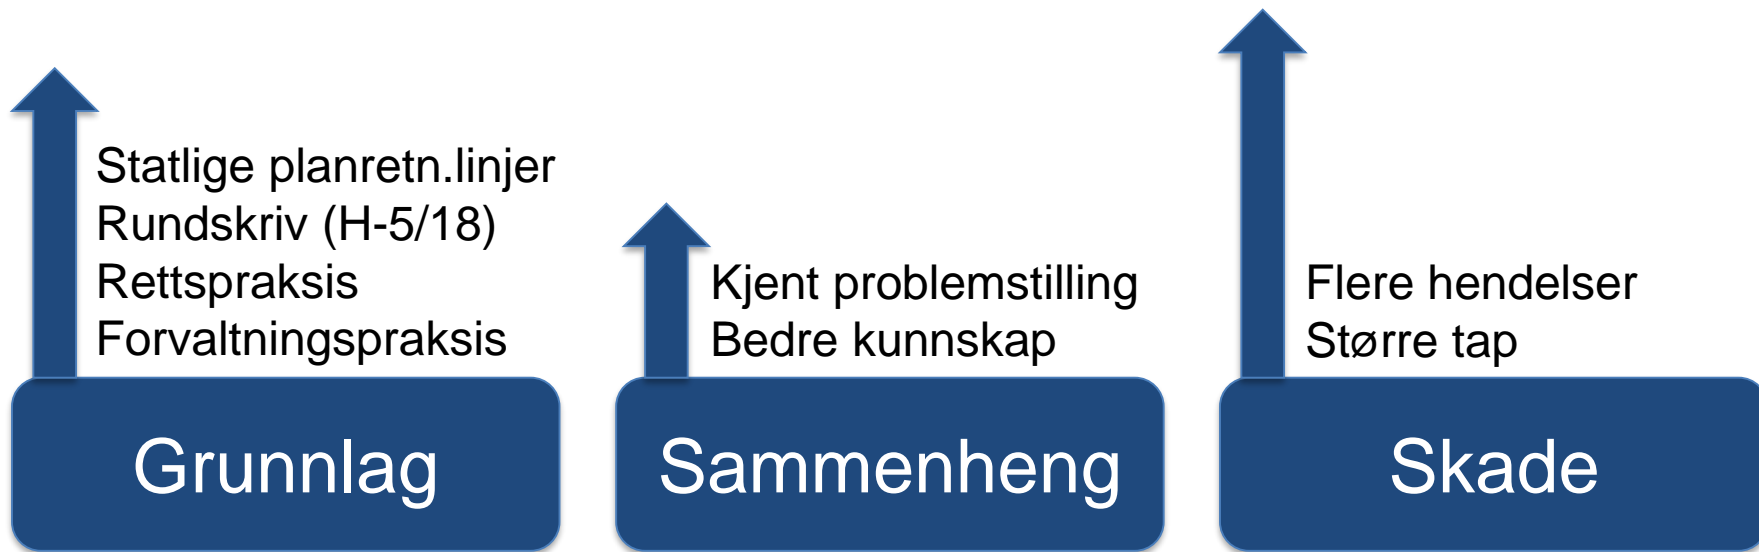 Statlige planretn.linjer
Rundskriv (H-5/18)
Rettspraksis
Forvaltningspraksis
Grunnlag
Kjent problemstilling
Bedre kunnskap
Sammenheng
Flere hendelser
Større tap
Skade